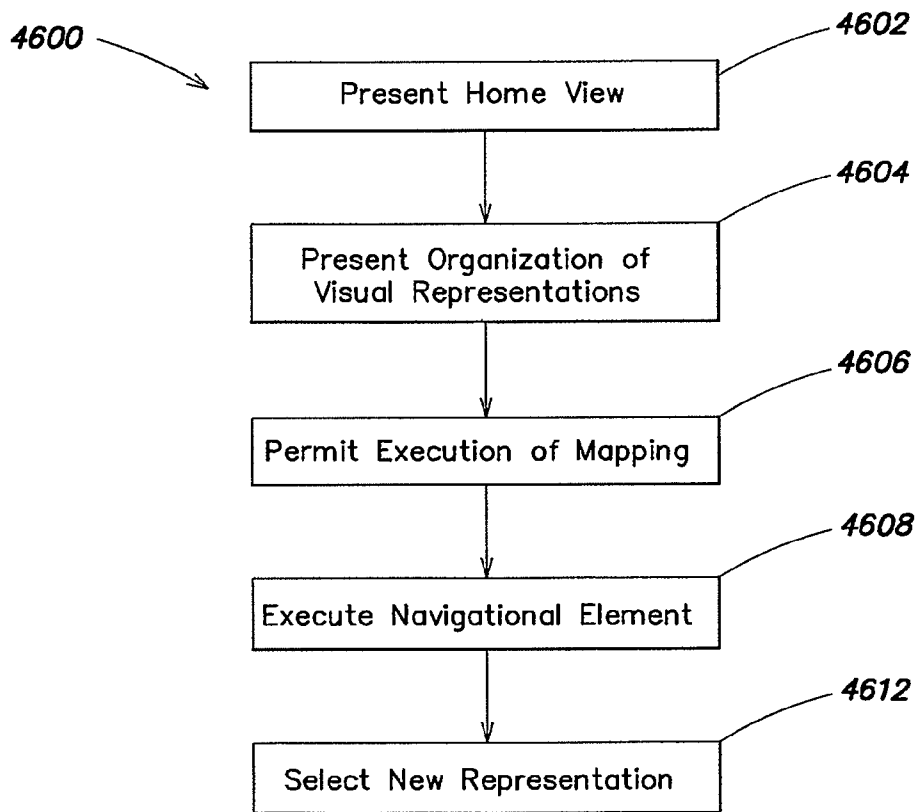 4600
4602
Present Home View
4604
Present Organization of
Visual Representations
4606
Permit Execution of Mapping
4608
Execute Navigational Element
4612
Select New Representation